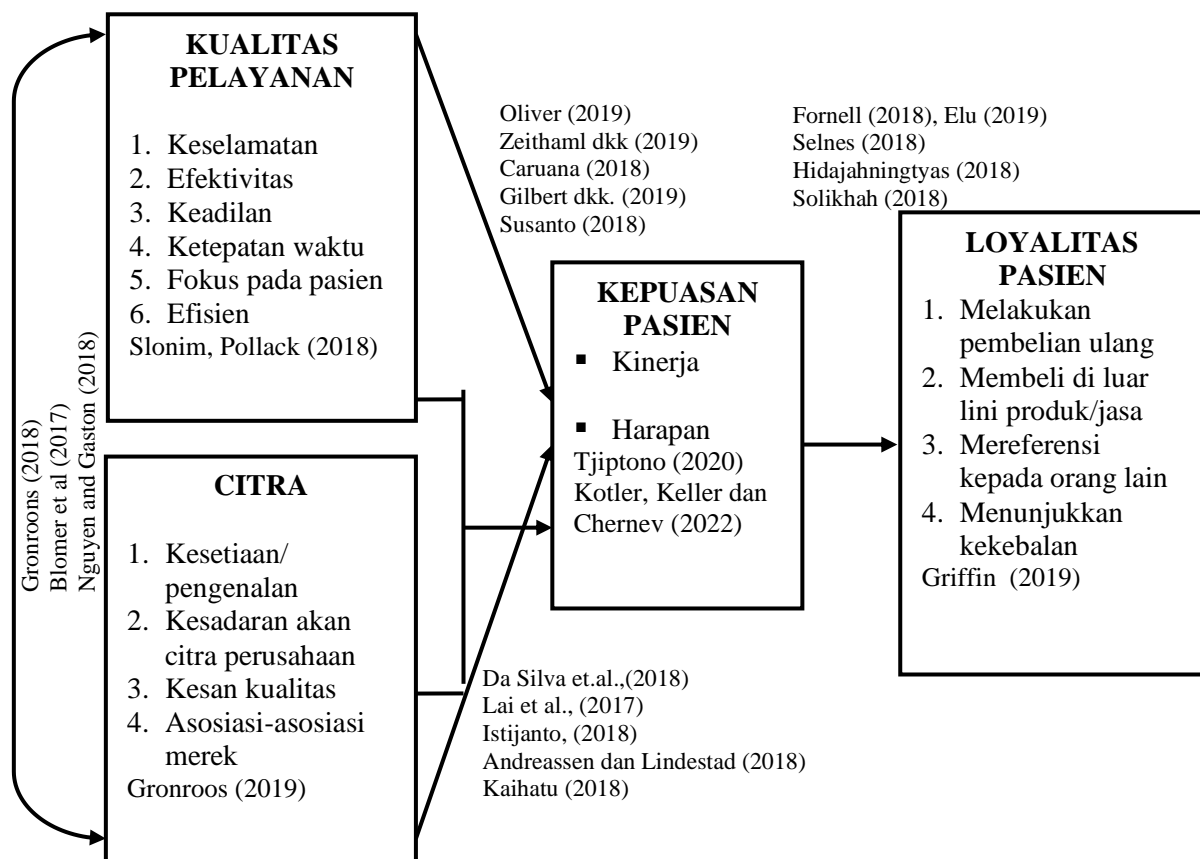 KUALITAS
PELAYANAN
1. Keselamatan
2. Efektivitas
3. Keadilan
4. Ketepatan waktu
5. Fokus pada pasien
6. Efisien
Slonim, Pollack (2018)
Gronroons (2018)
Blomer et al (2017)
Nguyen and Gaston (2018)
CITRA
1. Kesetiaan/
pengenalan
2. Kesadaran akan
citra perusahaan
3. Kesan kualitas
4. Asosiasi-asosiasi
merek
Gronroos (2019)
Oliver (2019)
Zeithaml dkk (2019)
Caruana (2018)
Gilbert dkk. (2019)
Susanto (2018)
KEPUASAN
PASIEN
▪ Kinerja
▪ Harapan
Tjiptono (2020)
Kotler, Keller dan
Chernev (2022)
Da Silva et.al.,(2018)
Lai et al., (2017)
Istijanto, (2018)
Andreassen dan Lindestad (2018)
Kaihatu (2018)
Fornell (2018), Elu (2019)
Selnes (2018)
Hidajahningtyas (2018)
Solikhah (2018)
LOYALITAS
PASIEN
1. Melakukan
pembelian ulang
2. Membeli di luar
lini produk/jasa
3. Mereferensi
kepada orang lain
4. Menunjukkan
kekebalan
Griffin (2019)